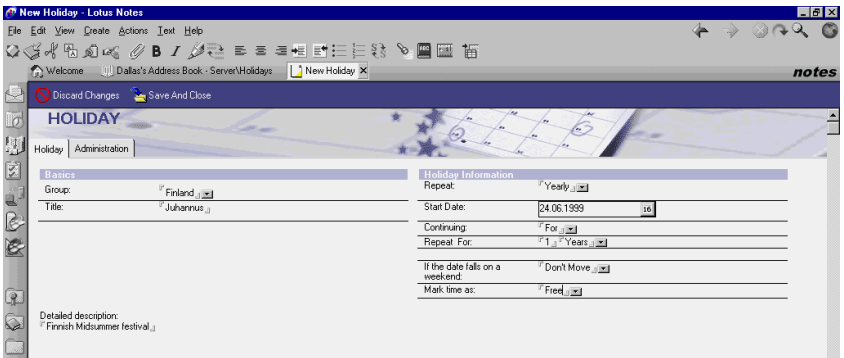 New Holiday - Lotus Notes
File Edit View Create Actions Text Help
Welcome Dallas's Address Book - Server\Holidays New Holiday X
notes
Discard Changes Save And Close
HOLIDAY
Holiday Administration
Basics
Group: Finland
Title: Juhannus
Holiday Information
Repeat: Yearly
Start Date: 24.06.1999 16
Continuing: For
Repeat For: 1 Years
If the date falls on a Don't Move
weekend:
Mark time as: Free
Detailed description:
Finnish Midsummer festival